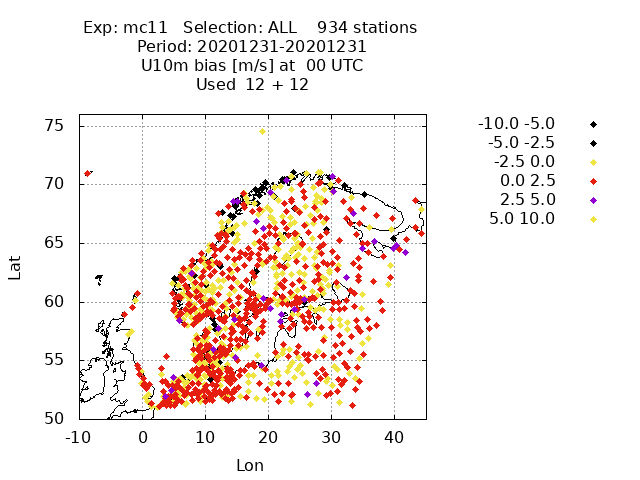 Exp: mc11   Selection: ALL    934 stations
Period: 20201231-20201231
U10m bias [m/s] at  00 UTC
Used  12 + 12
-10.0 -5.0
-5.0 -2.5
-2.5 0.0
0.0 2.5
2.5 5.0
5.0 10.0
75
70
65
60
55
50
Lat
-10 0 10 20 30 40
Lon